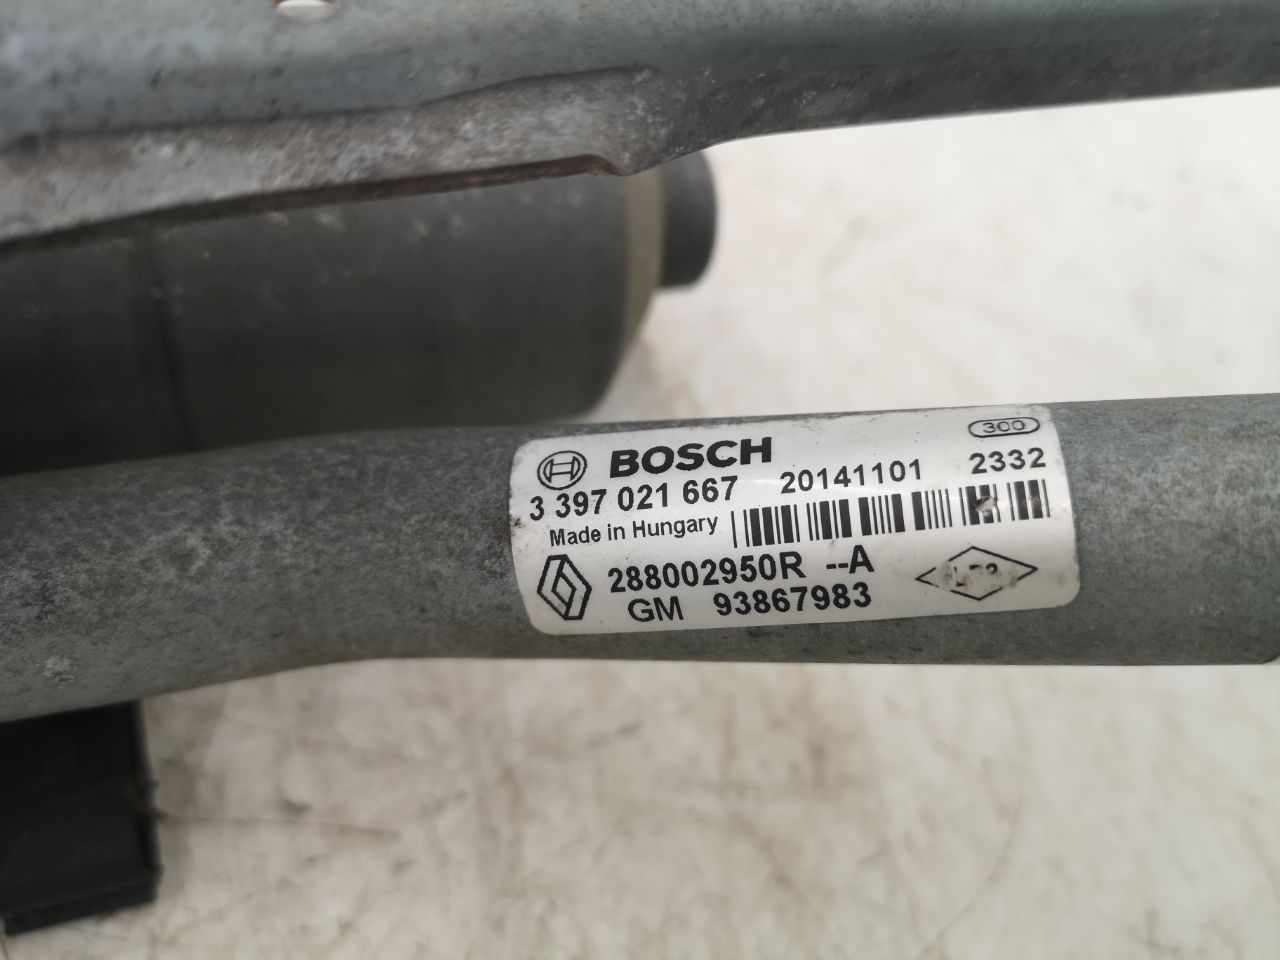 BOSCH
300
3 397 021 667 20141101 2332
Made in Hungary
288002950R --A
GM 93867983